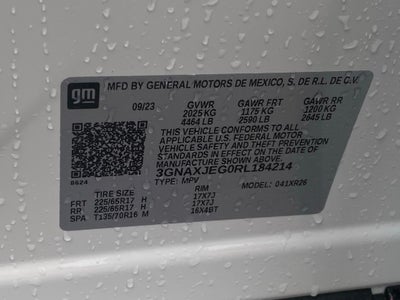 gm
MFD BY GENERAL MOTORS DE MEXICO, S. DE R.L. DE C.V.
09/23 GVWR GAWR FRT GAWR RR
2025 KG 1175 KG 1200 KG
4464 LB 2590 LB 2645 LB
THIS VEHICLE CONFORMS TO ALL
APPLICABLE U.S. FEDERAL MOTOR
VEHICLE SAFETY STANDARDS IN
EFFECT ON THE DATE OF
MANUFACTURE SHOWN ABOVE.
3GNAXJEG0RL184214
8624 TYPE: MPV MODEL: 041XR26
TIRE SIZE RIM
FRT 225/65R17 H 17X7J
RR 225/65R17 H 17X7J
SPA T135/70R16 M 16X4BT